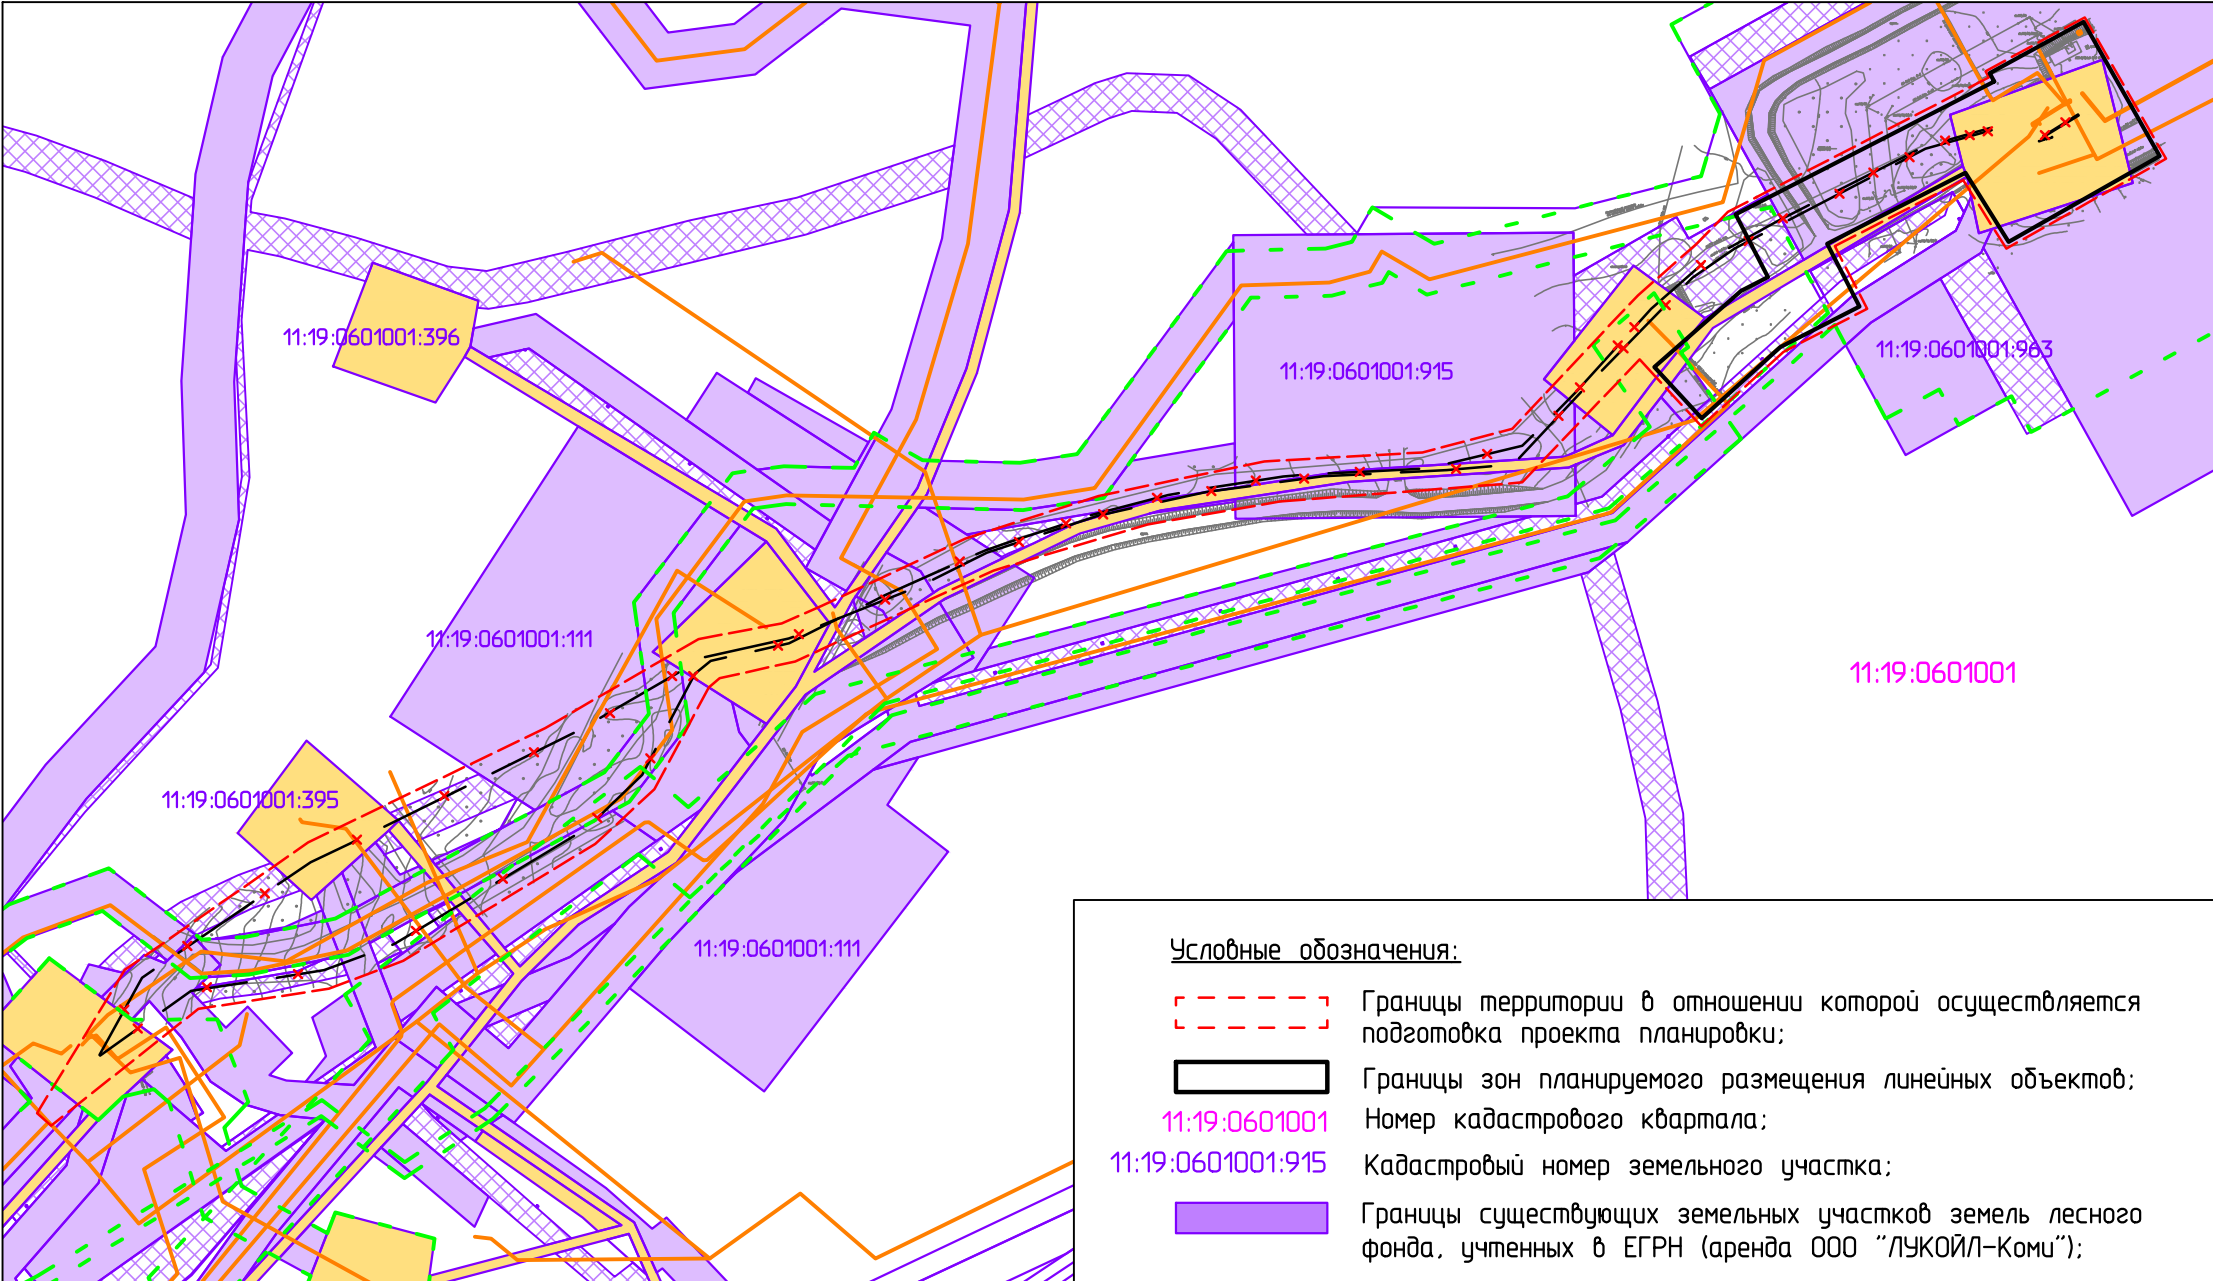 11:19:0601001:396
11:19:0601001:915
11:19:0601001:963
11:19:0601001:111
11:19:0601001
11:19:0601001:395
11:19:0601001:111
Условные обозначения:
Границы территории в отношении которой осуществляется
подготовка проекта планировки;
Границы зон планируемого размещения линейных объектов;
11:19:0601001 Номер кадастрового квартала;
11:19:0601001:915 Кадастровый номер земельного участка;
Границы существующих земельных участков земель лесного
фонда, учтенных в ЕГРН (аренда ООО "ЛУКОЙЛ-Коми");